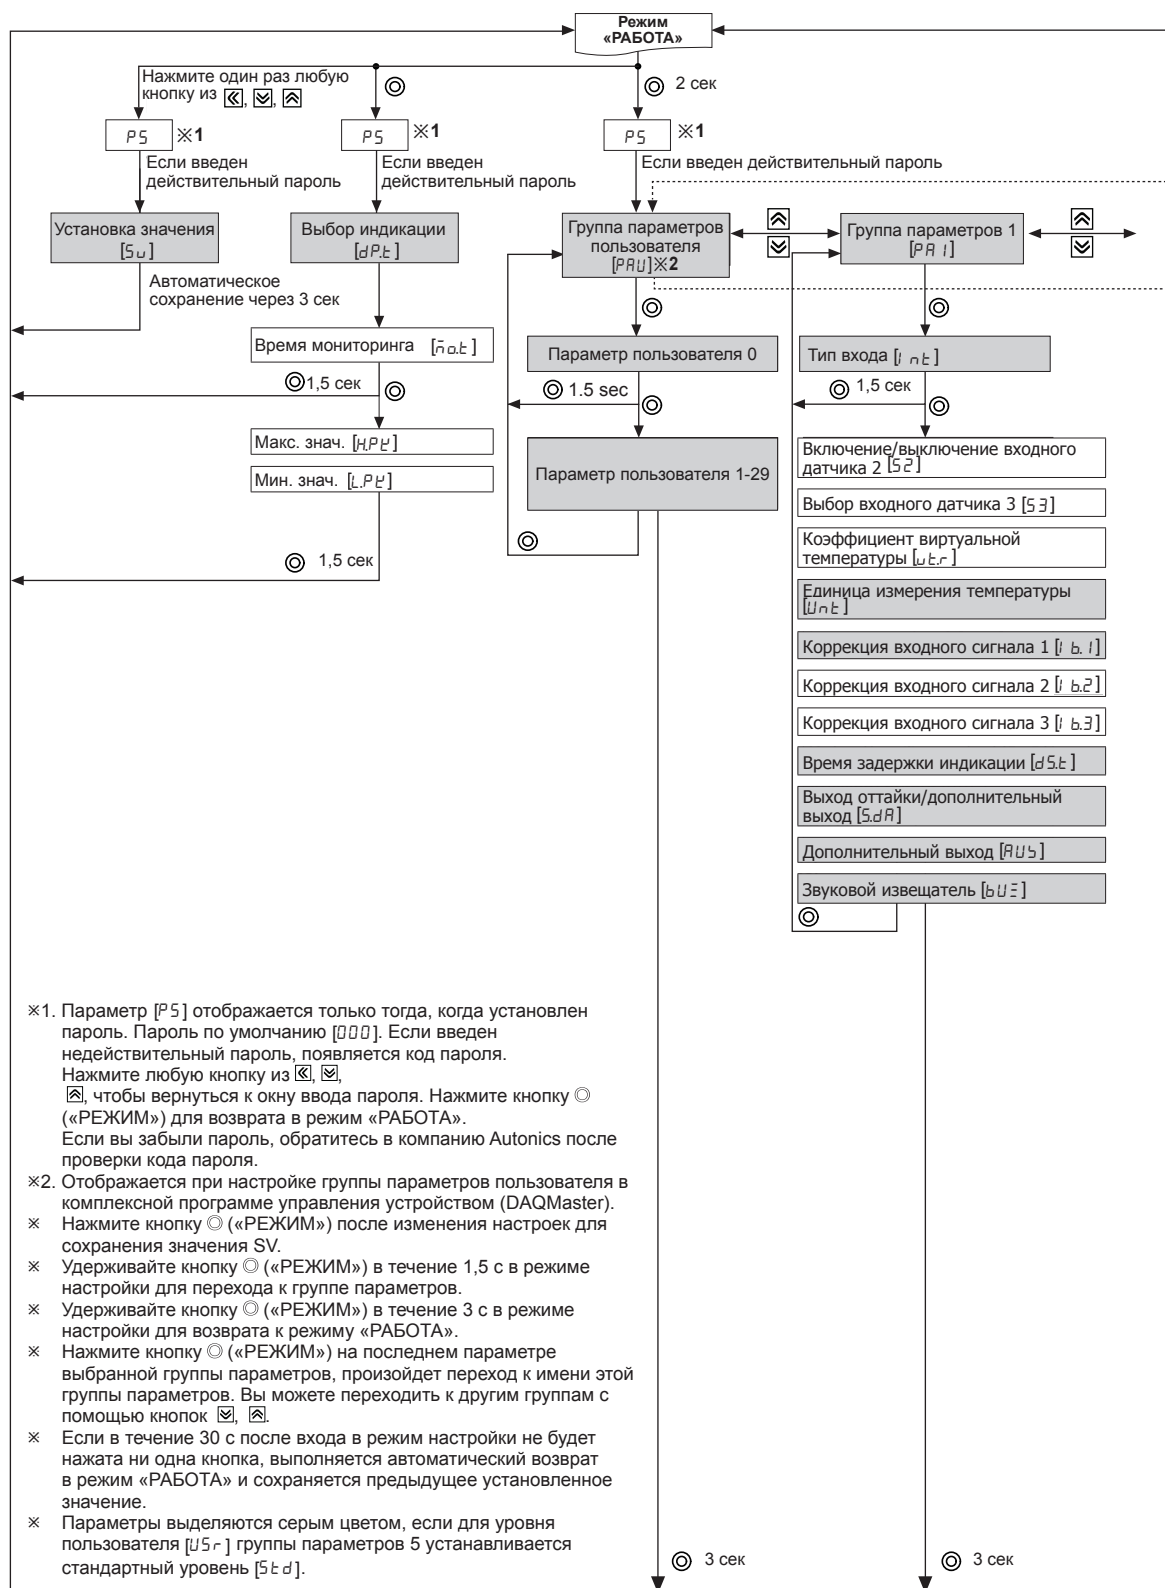 Режим
«РАБОТА»
Нажмите один раз любую
кнопку из
2 сек
PS ※1
PS ※1
PS ※1
Если введен
действительный пароль
Если введен
действительный пароль
Если введен действительный пароль
Установка значения
[Su]
Выбор индикации
[dP.t]
Группа параметров
пользователя
[PAU]※2
Группа параметров 1
[PA1]
Автоматическое
сохранение через 3 сек
Время мониторинга [mo.t]
1,5 сек
Макс. знач. [H.PK]
Мин. знач. [L.PK]
1,5 сек
Параметр пользователя 0
1.5 sec
Параметр пользователя 1-29
Тип входа [Int]
1,5 сек
Включение/выключение входного
датчика 2 [S2]
Выбор входного датчика 3 [S3]
Коэффициент виртуальной
температуры [ut.r]
Единица измерения температуры
[Unt]
Коррекция входного сигнала 1 [Ib.1]
Коррекция входного сигнала 2 [Ib.2]
Коррекция входного сигнала 3 [Ib.3]
Время задержки индикации [dS.t]
Выход оттайки/дополнительный
выход [S.dA]
Дополнительный выход [AUS]
Звуковой извещатель [bUZ]
※1. Параметр [PS] отображается только тогда, когда установлен
пароль. Пароль по умолчанию [000]. Если введен
недействительный пароль, появляется код пароля.
Нажмите любую кнопку из , ,
, чтобы вернуться к окну ввода пароля. Нажмите кнопку ◎
(«РЕЖИМ») для возврата в режим «РАБОТА».
Если вы забыли пароль, обратитесь в компанию Autonics после
проверки кода пароля.
※2. Отображается при настройке группы параметров пользователя в
комплексной программе управления устройством (DAQMaster).
※ Нажмите кнопку ◎ («РЕЖИМ») после изменения настроек для
сохранения значения SV.
※ Удерживайте кнопку ◎ («РЕЖИМ») в течение 1,5 с в режиме
настройки для перехода к группе параметров.
※ Удерживайте кнопку ◎ («РЕЖИМ») в течение 3 с в режиме
настройки для возврата к режиму «РАБОТА».
※ Нажмите кнопку ◎ («РЕЖИМ») на последнем параметре
выбранной группы параметров, произойдет переход к имени этой
группы параметров. Вы можете переходить к другим группам с
помощью кнопок , .
※ Если в течение 30 с после входа в режим настройки не будет
нажата ни одна кнопка, выполняется автоматический возврат
в режим «РАБОТА» и сохраняется предыдущее установленное
значение.
※ Параметры выделяются серым цветом, если для уровня
пользователя [USr] группы параметров 5 устанавливается
стандартный уровень [Std].
3 сек
3 сек